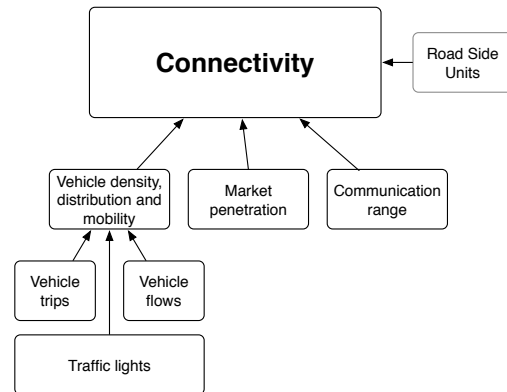 Connectivity
Road Side
Units
Vehicle density,
distribution and
mobility
Market
penetration
Communication
range
Vehicle
trips
Vehicle
flows
Traffic lights